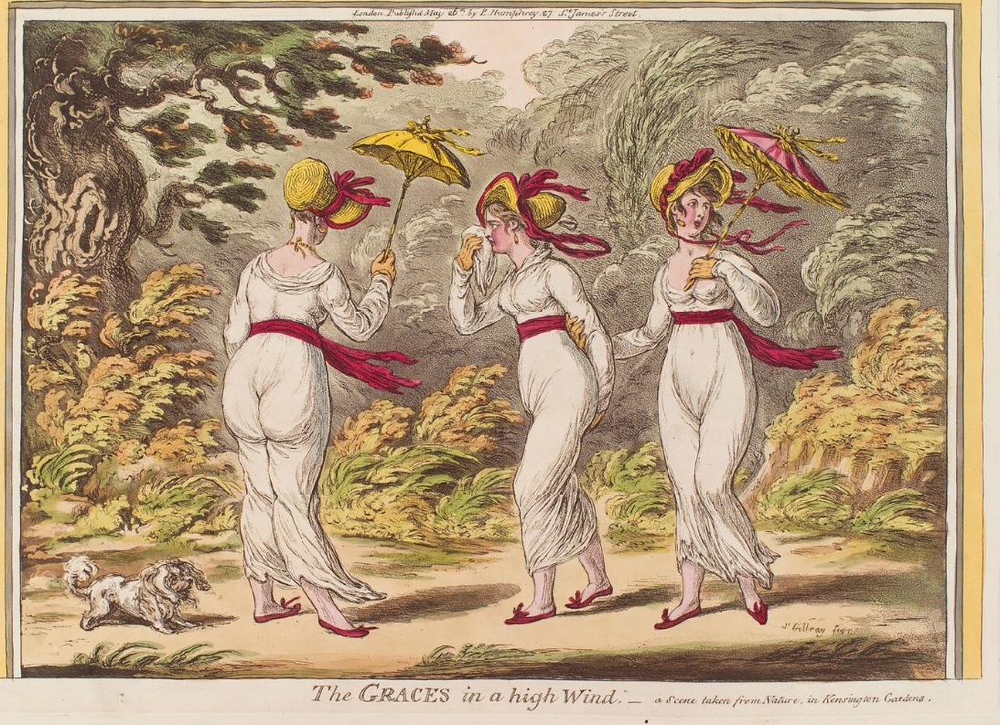 London Publish'd May 26th by H. Humphrey. 27. St. James's Street.
Js. Gillray fect.
The GRACES in a high Wind." — a Scene taken from Nature, in Kensington Gardens.